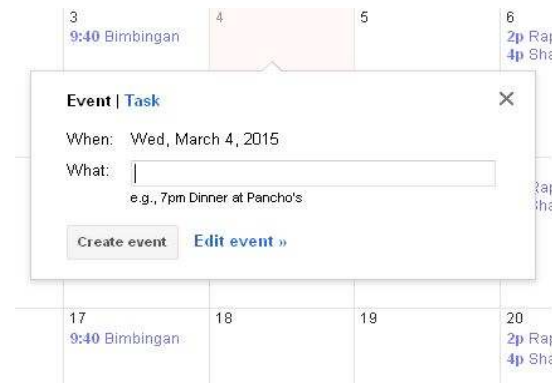 3 4 5 6
9:40 Bimbingan 2p Rap
4p Sha
Event | Task
When: Wed, March 4, 2015
What:
e.g., 7pm Dinner at Pancho's
Create event Edit event »
17 18 19 20
9:40 Bimbingan 2p Rap
4p Sha